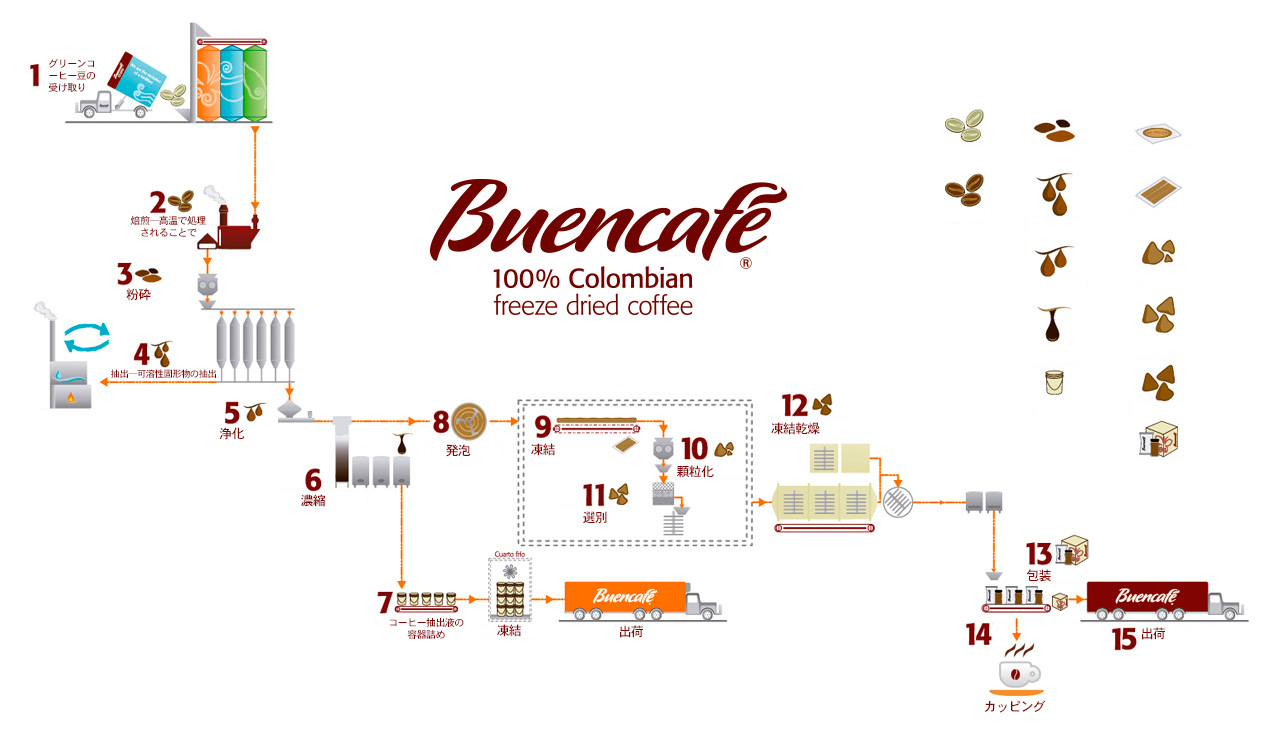 1
グリーンコ
ーヒー豆の
受け取り
2
焙煎―高温で処理
されることで
3
粉砕
4
抽出―可溶性固形物の抽出
5
浄化
6
濃縮
7
コーヒー抽出液の
容器詰め
Cuarto frío
凍結
Buencafé
出荷
8
発泡
9
凍結
10
顆粒化
11
選別
12
凍結乾燥
13
包装
14
カッピング
Buencafé
15
出荷
Buencafé
®
100% Colombian
freeze dried coffee